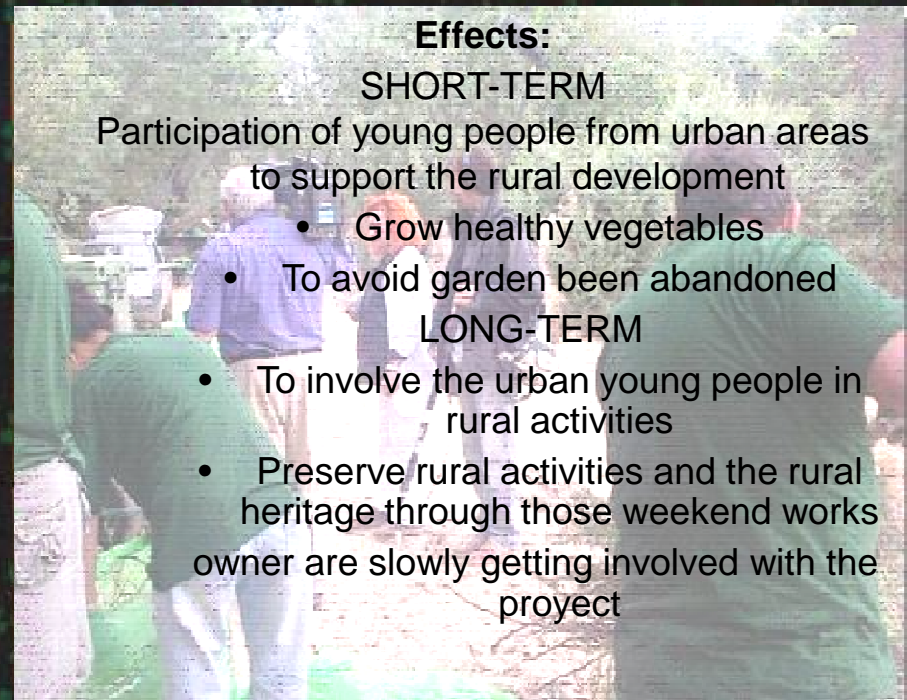 Effects:
SHORT-TERM
Participation of young people from urban areas
to support the rural development
• Grow healthy vegetables
• To avoid garden been abandoned
LONG-TERM
• To involve the urban young people in
rural activities
• Preserve rural activities and the rural
heritage through those weekend works
owner are slowly getting involved with the
proyect